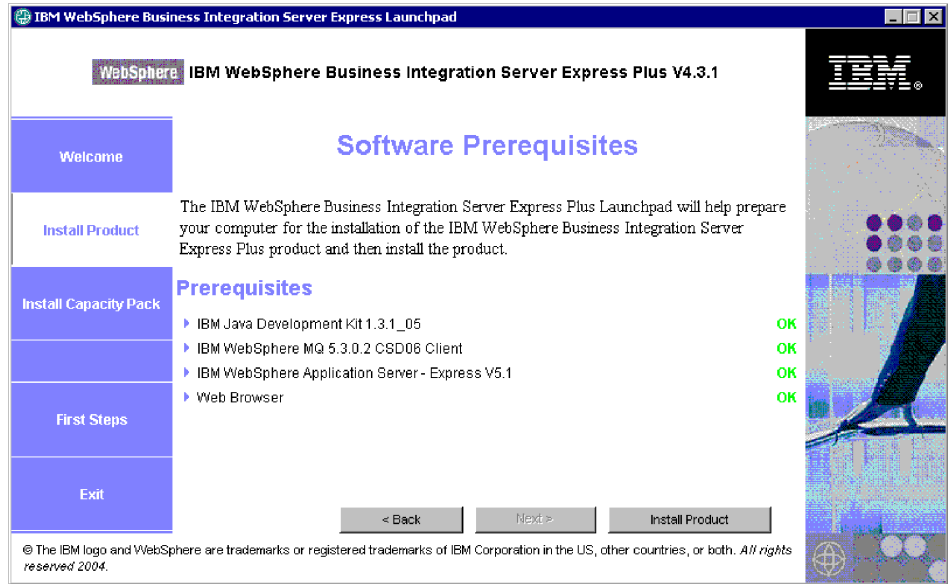 IBM WebSphere Business Integration Server Express Launchpad
WebSphere IBM WebSphere Business Integration Server Express Plus V4.3.1
IBM®
Welcome
Install Product
Install Capacity Pack
First Steps
Exit
Software Prerequisites
The IBM WebSphere Business Integration Server Express Plus Launchpad will help prepare
your computer for the installation of the IBM WebSphere Business Integration Server
Express Plus product and then install the product.
Prerequisites
IBM Java Development Kit 1.3.1_05 OK
IBM WebSphere MQ 5.3.0.2 CSD06 Client OK
IBM WebSphere Application Server - Express V5.1 OK
Web Browser OK
< Back Next > Install Product
© The IBM logo and WebSphere are trademarks or registered trademarks of IBM Corporation in the US, other countries, or both. All rights
reserved 2004.